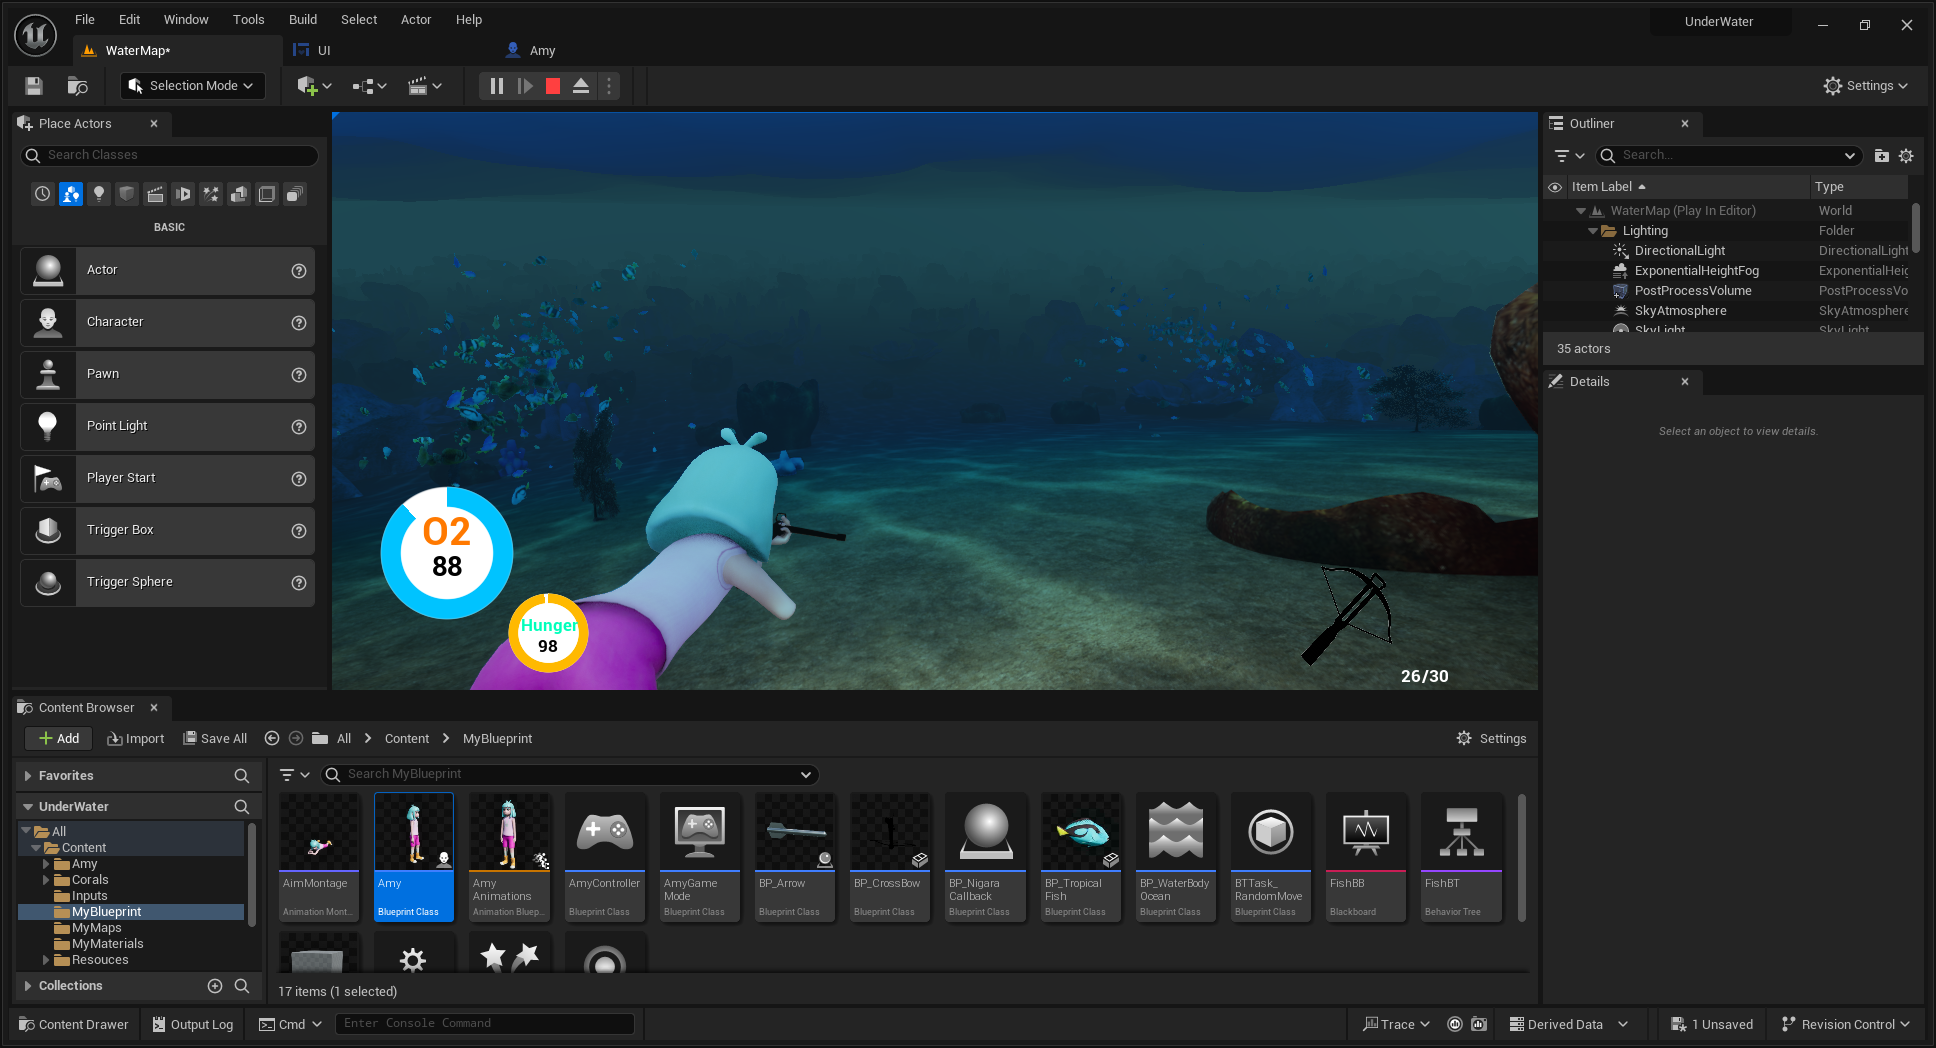 File Edit Window Tools Build Select Actor Help
UnderWater
WaterMap*
UI
Amy
Selection Mode
Settings
Place Actors
Search Classes
BASIC
Actor
Character
Pawn
Point Light
Player Start
Trigger Box
Trigger Sphere
O2
88
Hunger
98
26/30
Outliner
Search...
Item Label Type
WaterMap (Play In Editor) World
Lighting Folder
DirectionalLight DirectionalLight
ExponentialHeightFog ExponentialHeig
PostProcessVolume PostProcessVo
SkyAtmosphere SkyAtmosphere
SkyLight SkyLight
35 actors
Details
Select an object to view details.
Content Browser
Add Import Save All All Content MyBlueprint
Settings
Favorites
UnderWater
All
Content
Amy
Corals
Inputs
MyBlueprint
MyMaps
MyMaterials
Resouces
Collections
Search MyBlueprint
AimMontage
Animation Mont...
Amy
Blueprint Class
Amy
Animations
Animation Bluep...
AmyController
Blueprint Class
AmyGame
Mode
Blueprint Class
BP_Arrow
Blueprint Class
BP_CrossBow
Blueprint Class
BP_Nigara
Callback
Blueprint Class
BP_Tropical
Fish
Blueprint Class
BP_WaterBody
Ocean
Blueprint Class
BTTask_
RandomMove
Blueprint Class
FishBB
Blackboard
FishBT
Behavior Tree
17 items (1 selected)
Content Drawer Output Log Cmd Enter Console Command
Trace Derived Data 1 Unsaved Revision Control